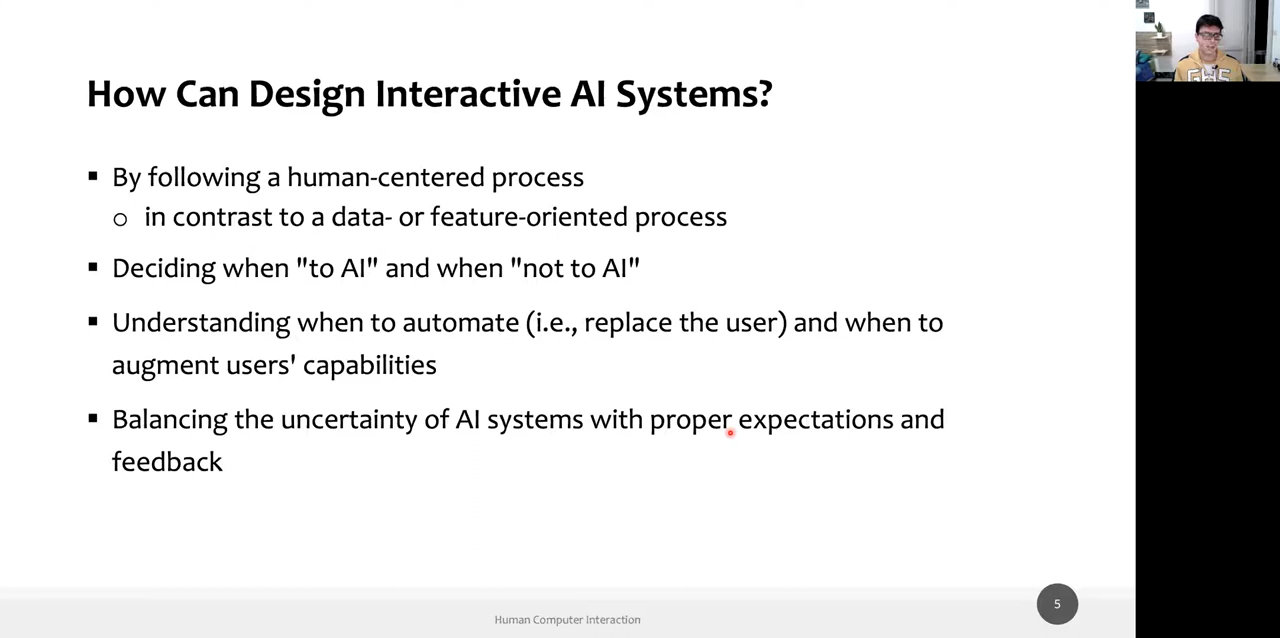 How Can Design Interactive AI Systems?
▪ By following a human-centered process
o in contrast to a data- or feature-oriented process
▪ Deciding when "to AI" and when "not to AI"
▪ Understanding when to automate (i.e., replace the user) and when to
augment users' capabilities
▪ Balancing the uncertainty of AI systems with proper expectations and
feedback
Human Computer Interaction
5